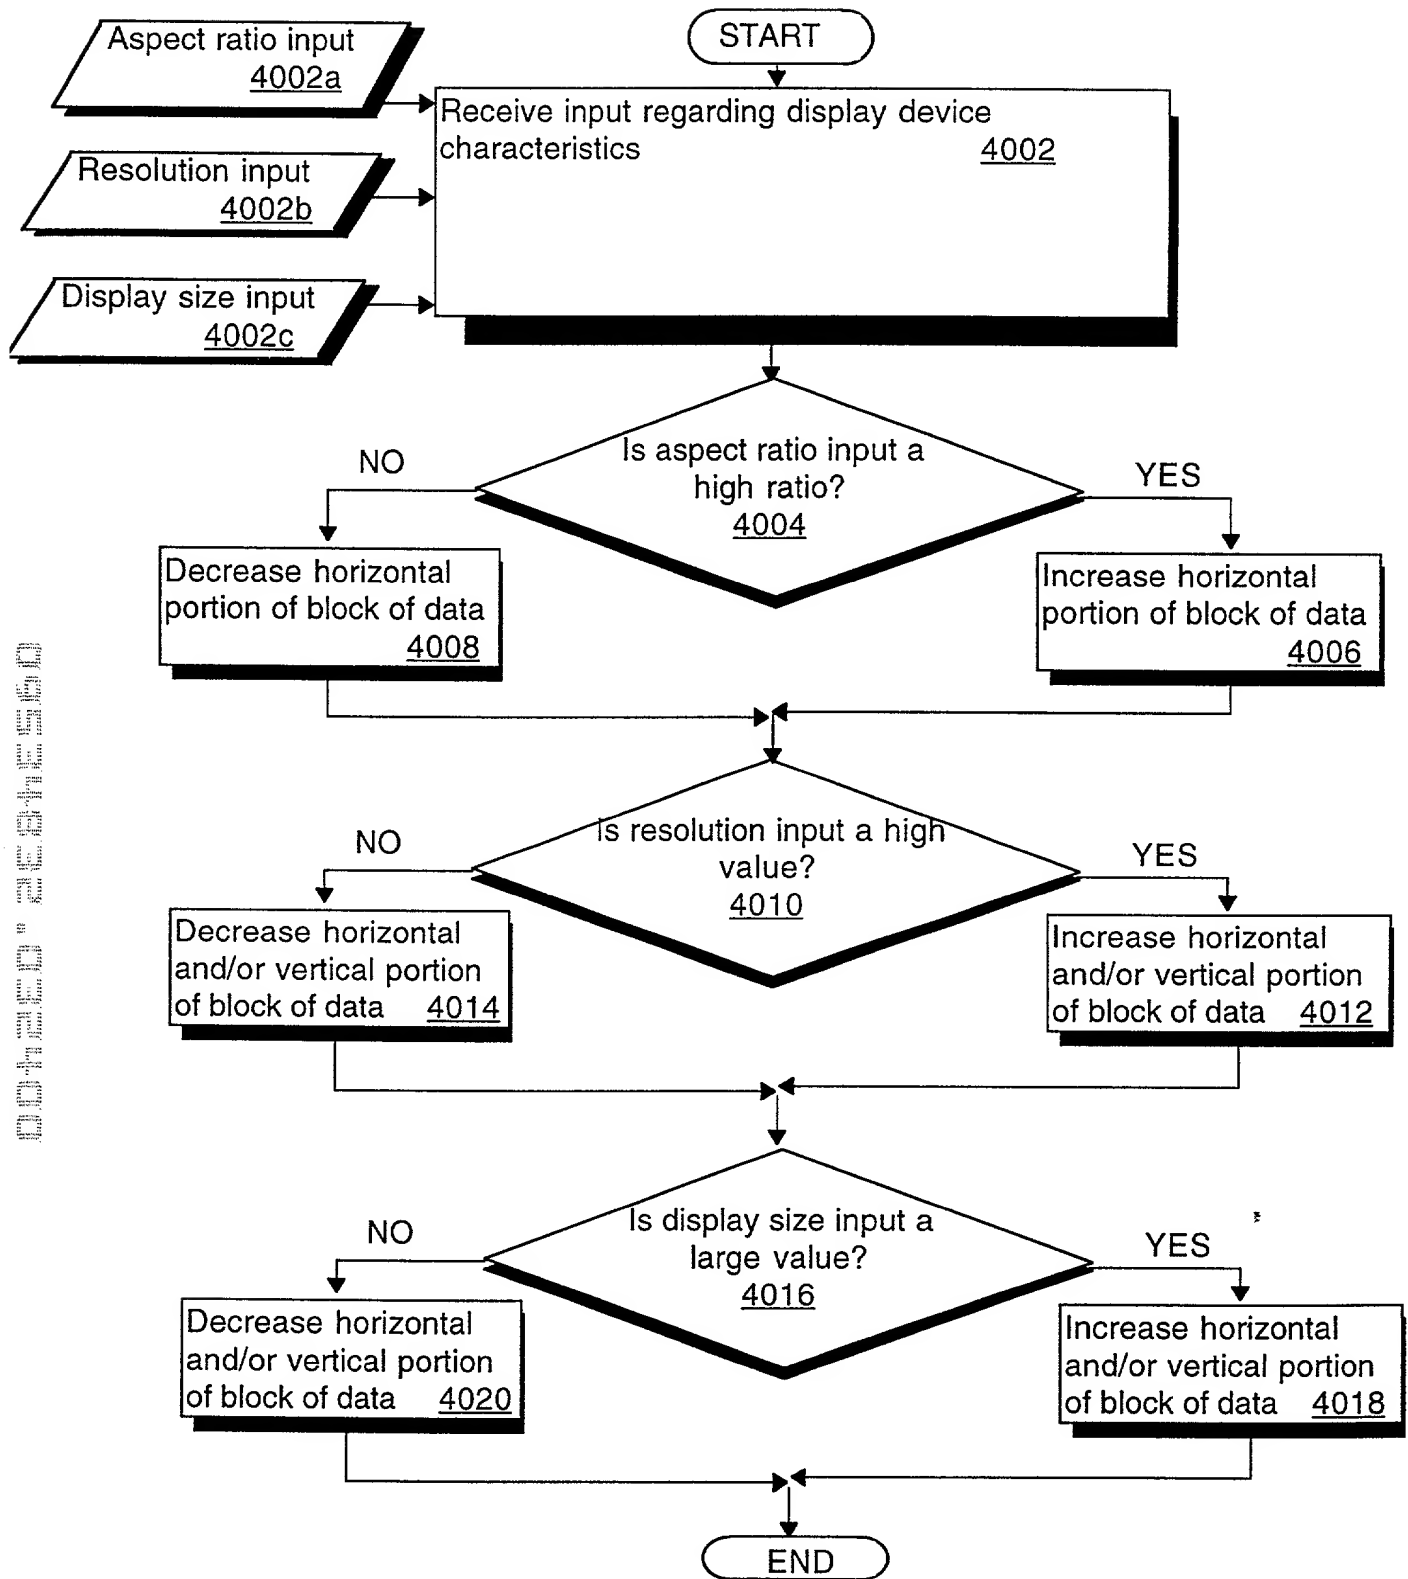 START
Aspect ratio input
4002a
Receive input regarding display device
characteristics 4002
Resolution input
4002b
Display size input
4002c
Is aspect ratio input a
high ratio?
4004
NO
YES
Decrease horizontal
portion of block of data
4008
Increase horizontal
portion of block of data
4006
Is resolution input a high
value?
4010
NO
YES
Decrease horizontal
and/or vertical portion
of block of data 4014
Increase horizontal
and/or vertical portion
of block of data 4012
Is display size input a
large value?
4016
NO
YES
Decrease horizontal
and/or vertical portion
of block of data 4020
Increase horizontal
and/or vertical portion
of block of data 4018
END